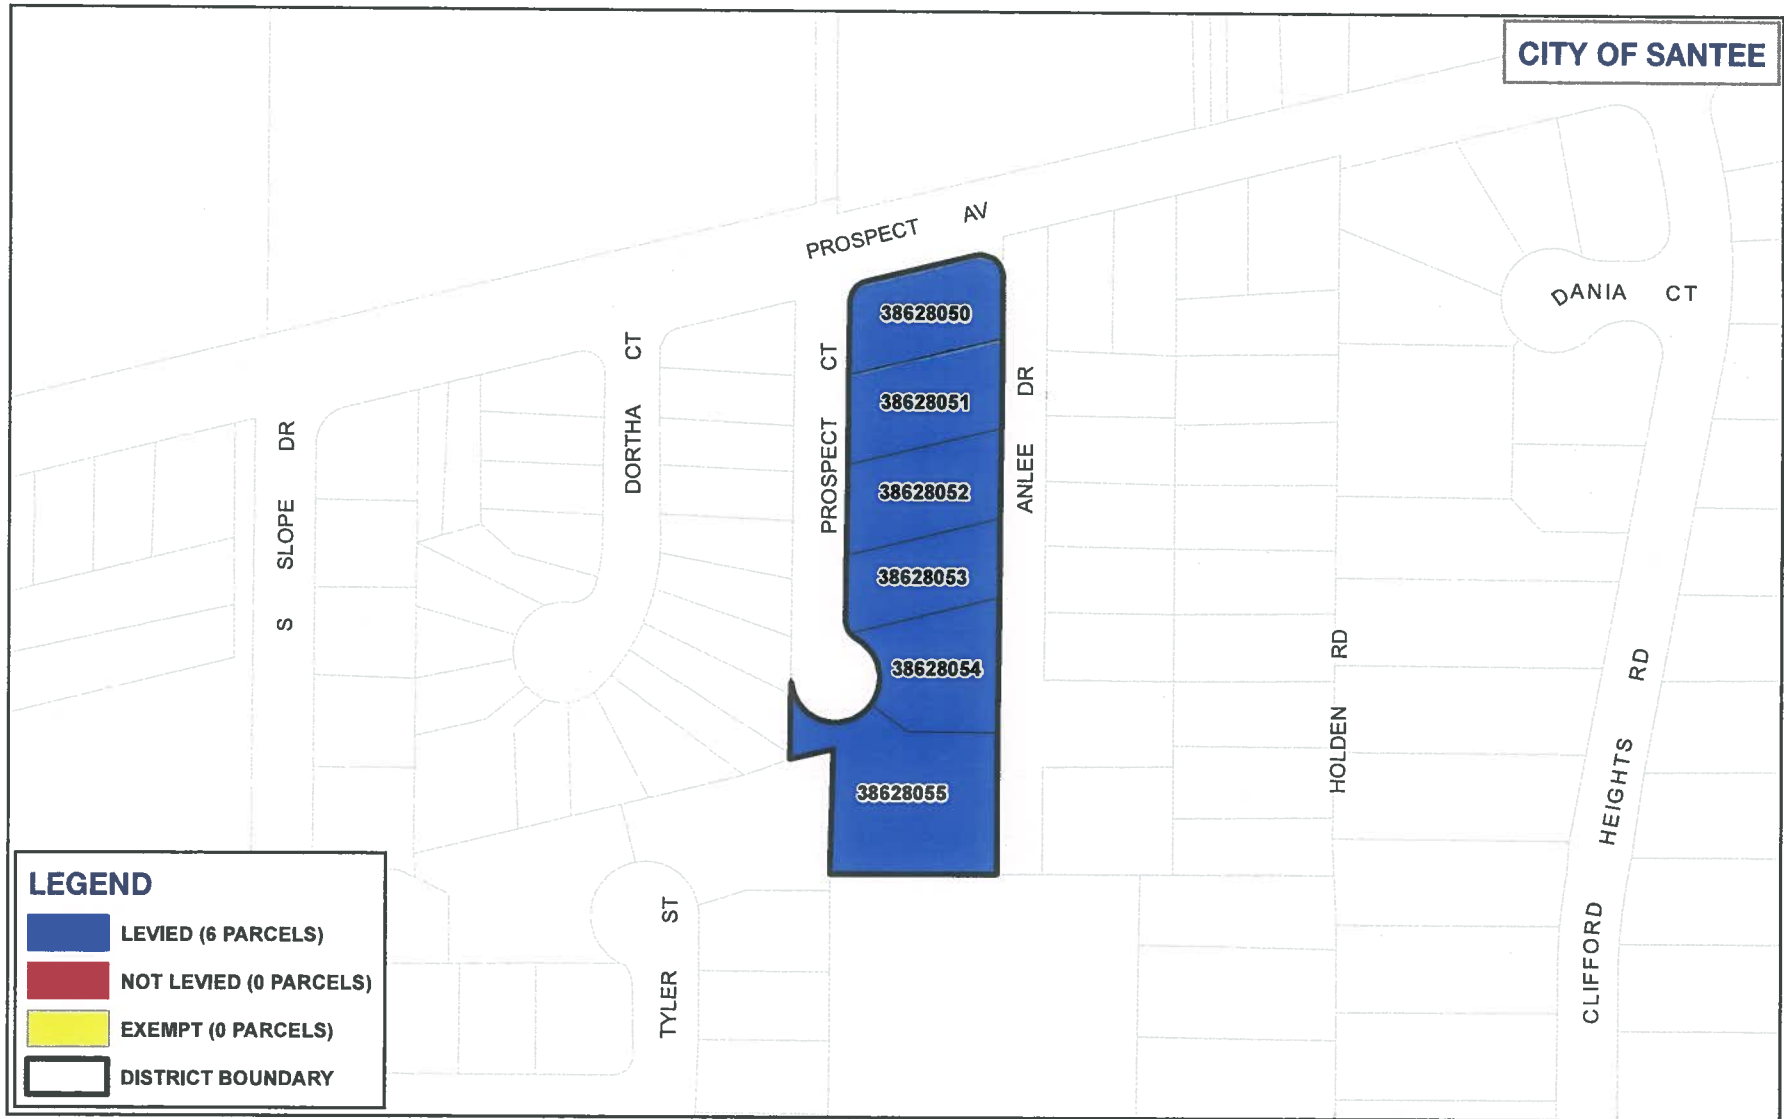 CITY OF SANTEE
PROSPECT AV
DANIA CT
38628050
38628051
38628052
38628053
38628054
38628055
S SLOPE DR
DORTHA CT
PROSPECT CT
ANLEE DR
HOLDEN RD
CLIFFORD HEIGHTS RD
TYLER ST
LEGEND
LEVIED (6 PARCELS)
NOT LEVIED (0 PARCELS)
EXEMPT (0 PARCELS)
DISTRICT BOUNDARY